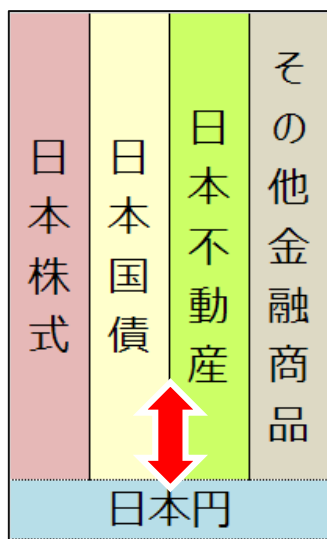 日本株式
日本国債
日本不動産
その他金融商品
日本円